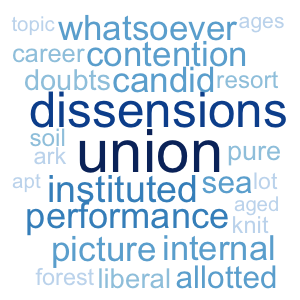 topic whatsoever ages
career contention
doubts candid resort
dissensions
soil
ark union pure
apt instituted sea lot
performance aged
knit
picture internal
forest liberal allotted